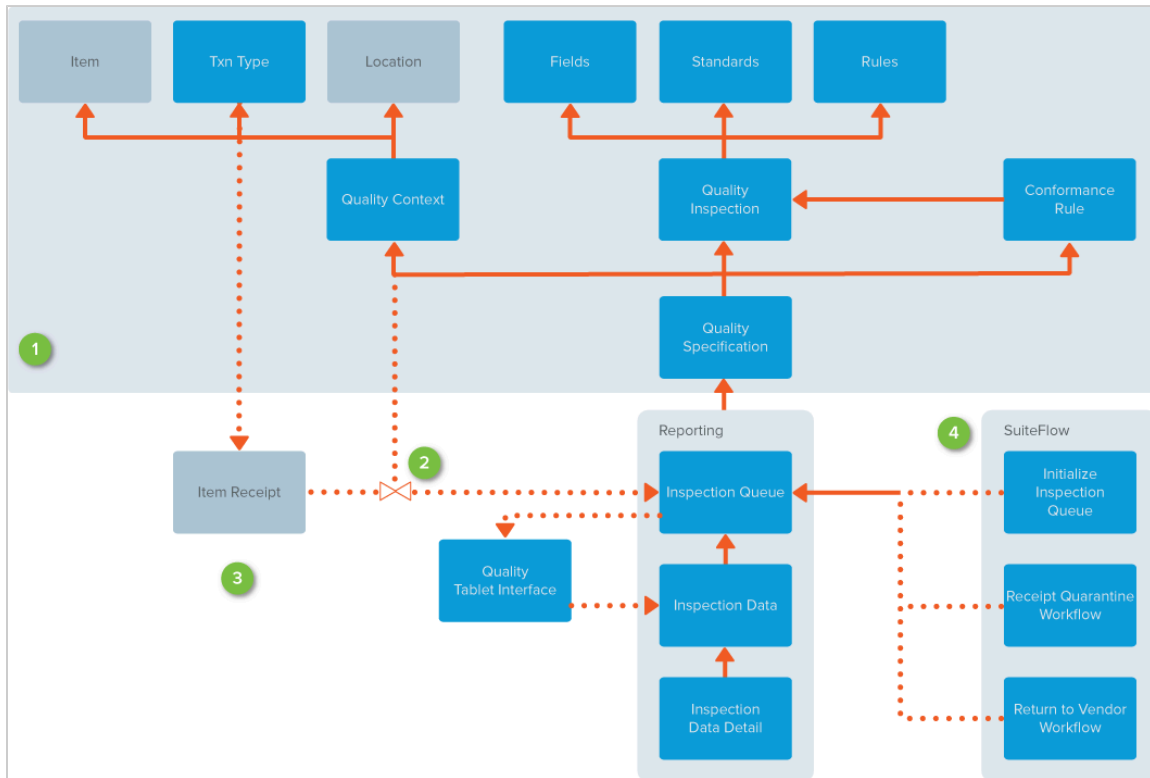 Item
Txn Type
Location
Fields
Standards
Rules
Quality Context
Quality
Inspection
Conformance
Rule
Quality
Specification
1
Reporting
4
SuiteFlow
2
Item Receipt
Inspection Queue
Initialize
Inspection
Queue
3
Quality
Tablet Interface
Inspection Data
Receipt Quarantine
Workflow
Inspection
Data Detail
Return to Vendor
Workflow